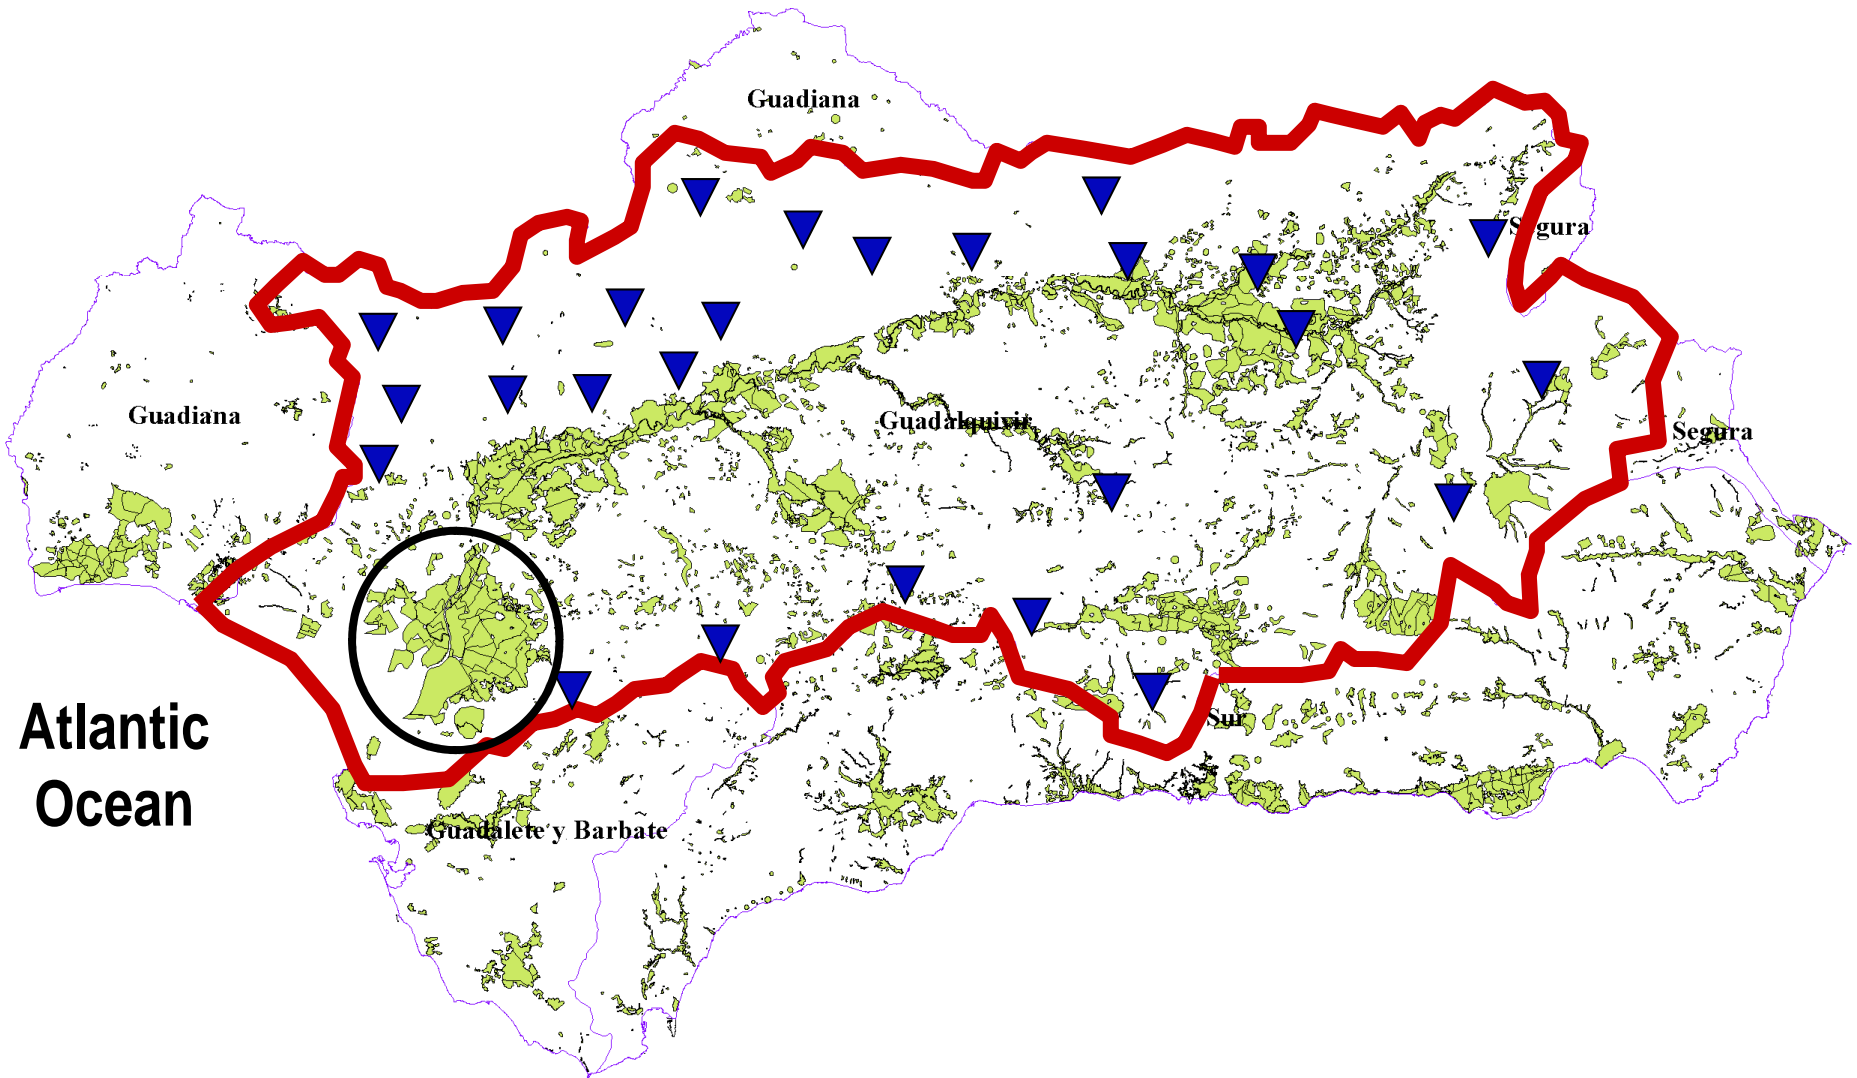 Guadiana
Segura
Guadiana
Guadalquivir
Segura
Sur
Atlantic
Ocean
Guadalete y Barbate